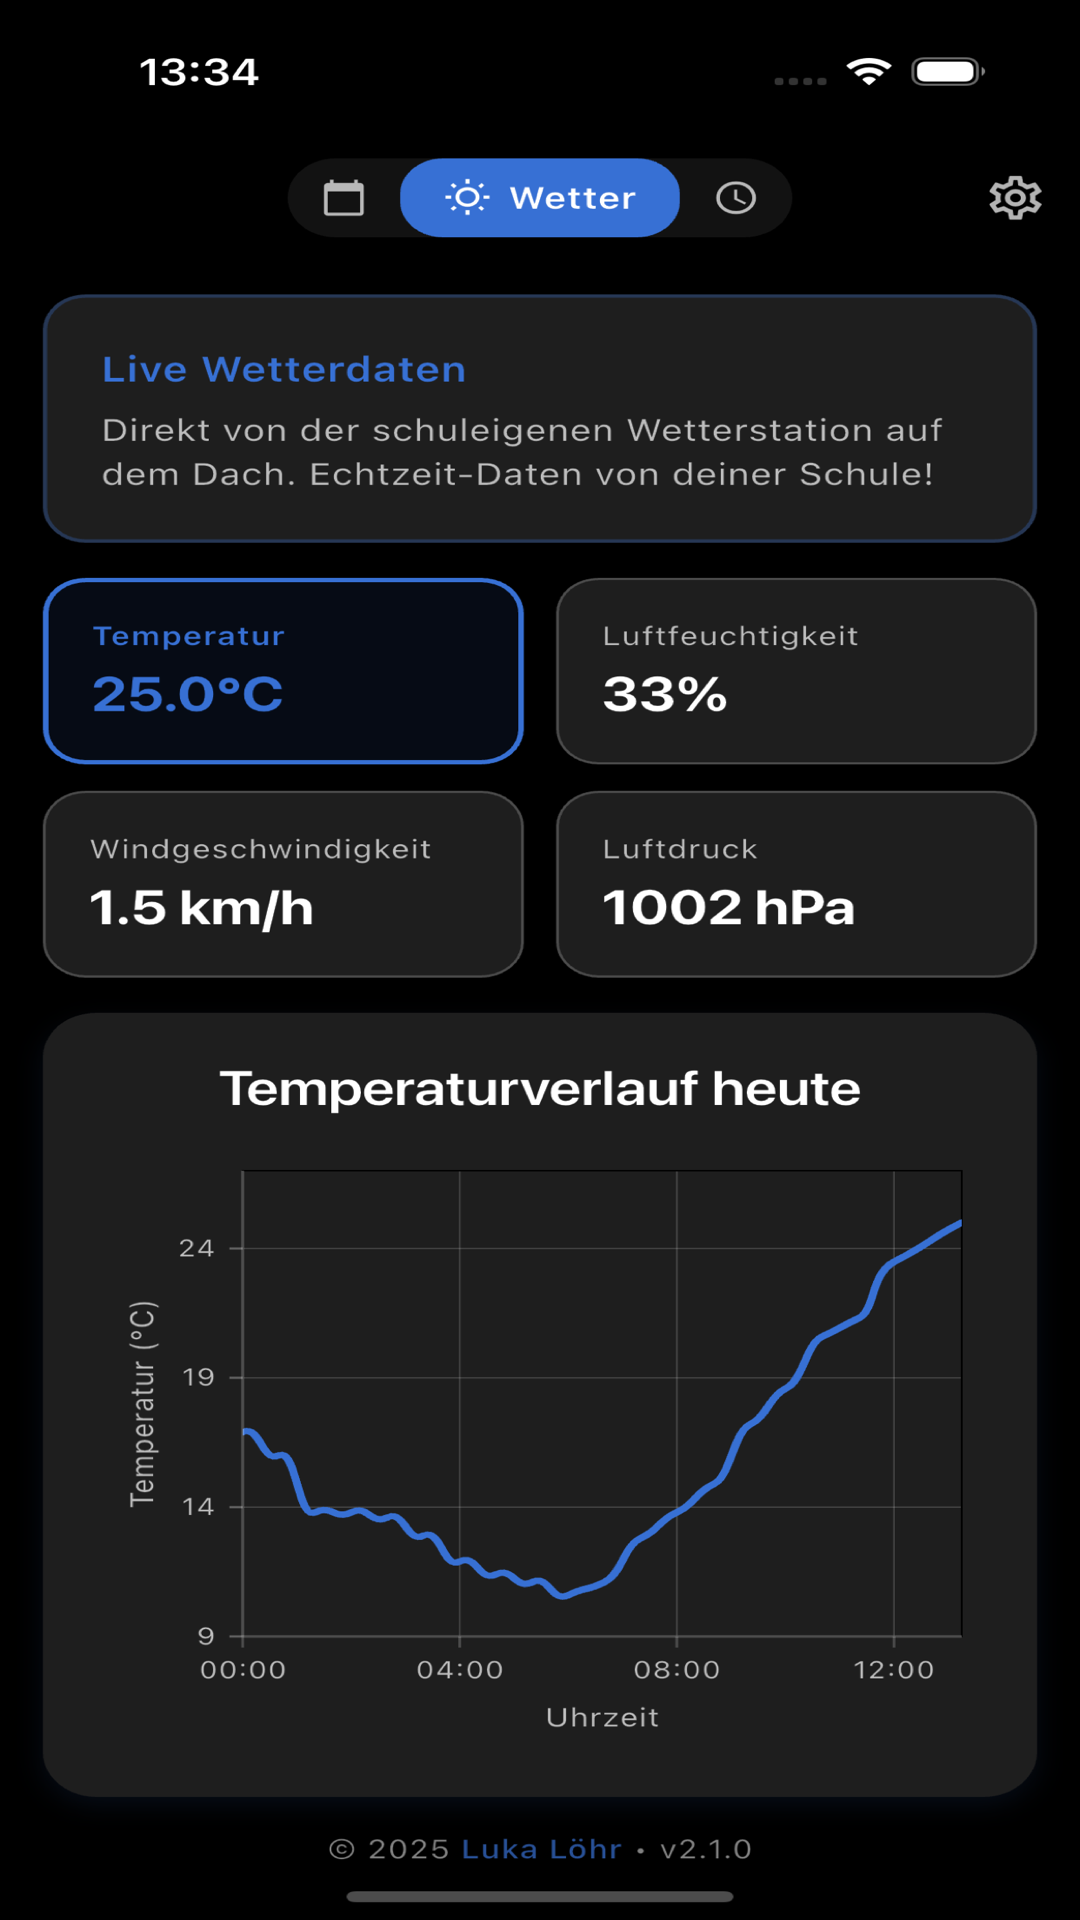 13:34
Wetter
Live Wetterdaten
Direkt von der schuleigenen Wetterstation auf
dem Dach. Echtzeit-Daten von deiner Schule!
Temperatur
25.0°C
Luftfeuchtigkeit
33%
Windgeschwindigkeit
1.5 km/h
Luftdruck
1002 hPa
Temperaturverlauf heute
Temperatur (°C)
24
19
14
9
00:00 04:00 08:00 12:00
Uhrzeit
© 2025 Luka Löhr • v2.1.0